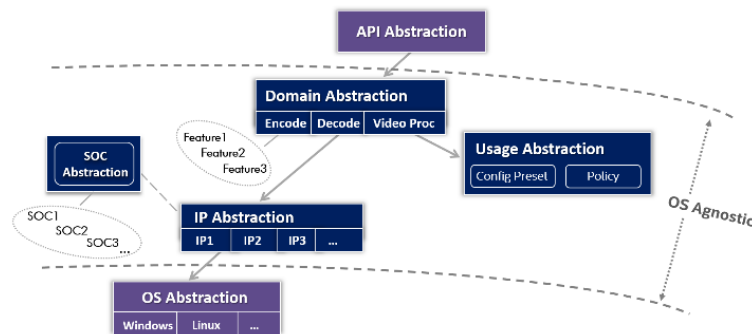 API Abstraction
Domain Abstraction
Encode Decode Video Proc
Feature1
Feature2
Feature3
Usage Abstraction
Config Preset Policy
SOC
Abstraction
SOC1
SOC2
SOC3...
IP Abstraction
IP1 IP2 IP3 ...
OS Agnostic
OS Abstraction
Windows Linux ...